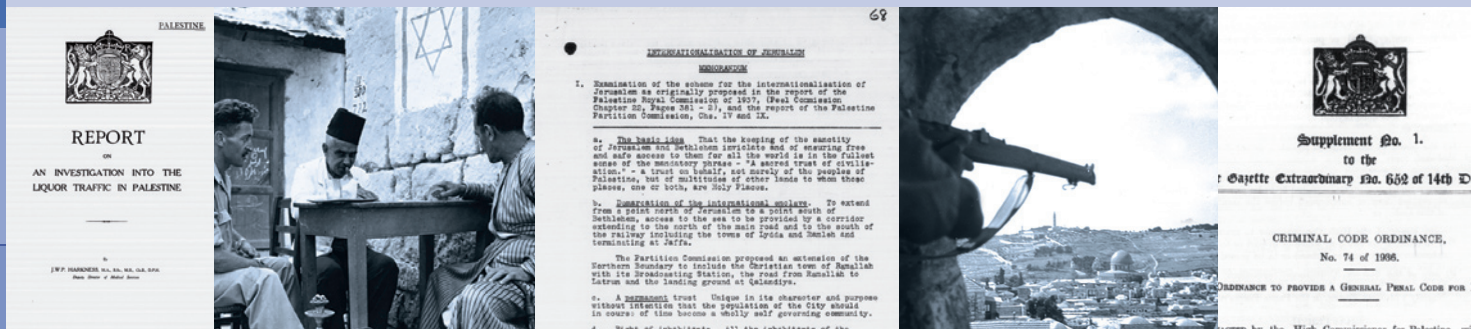 PALESTINE.
REPORT
ON
AN INVESTIGATION INTO THE
LIQUOR TRAFFIC IN PALESTINE
By
J.W.P. HARKNESS,
Deputy Director of Medical Services
68
INTERNATIONALISATION OF JERUSALEM
MEMORANDUM
I. Examination of the scheme for the internationalisation of
Jerusalem as originally proposed in the report of the
Palestine Royal Commission of 1937, (Peel Commission
Chapter 22, Pages 381 - 2), and the report of the Palestine
Partition Commission, Chs. IV and IX.
a. The basic idea That the keeping of the sanctity
of Jerusalem and Bethlehem inviolate and of ensuring free
and safe access to them for all the world is in the fullest
sense of the mandatory phrase - "A sacred trust of civilis-
ation." - a trust on behalf, not merely of the peoples of
Palestine, but of multitudes of other lands to whom these
places, one or both, are Holy Places.
b. Demarcation of the international enclave. To extend
from a point north of Jerusalem to a point south of
Bethlehem, access to the sea to be provided by a corridor
extending to the north of the main road and to the south of
the railway including the towns of Lydda and Ramleh and
terminating at Jaffa.
The Partition Commission proposed an extension of the
Northern Boundary to include the Christian town of Ramallah
with its Broadcasting Station, the road from Ramallah to
Latrun and the landing ground at Qalandiya.
c. A permanent trust Unique in its character and purpose
without intention that the population of the City should
in course of time become a wholly self governing community.
Supplement No. 1.
to the
Gazette Extraordinary No. 652 of 14th
CRIMINAL CODE ORDINANCE,
No. 74 of 1936.
ORDINANCE TO PROVIDE A GENERAL PENAL CODE FOR